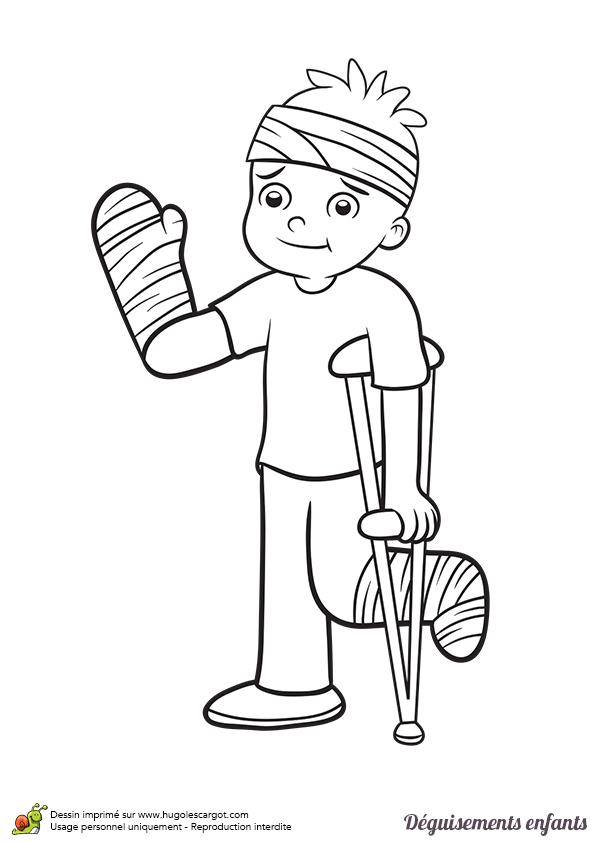 Dessin imprimé sur www.hugolescargot.com
Usage personnel uniquement - Reproduction interdite
Déguisements enfants